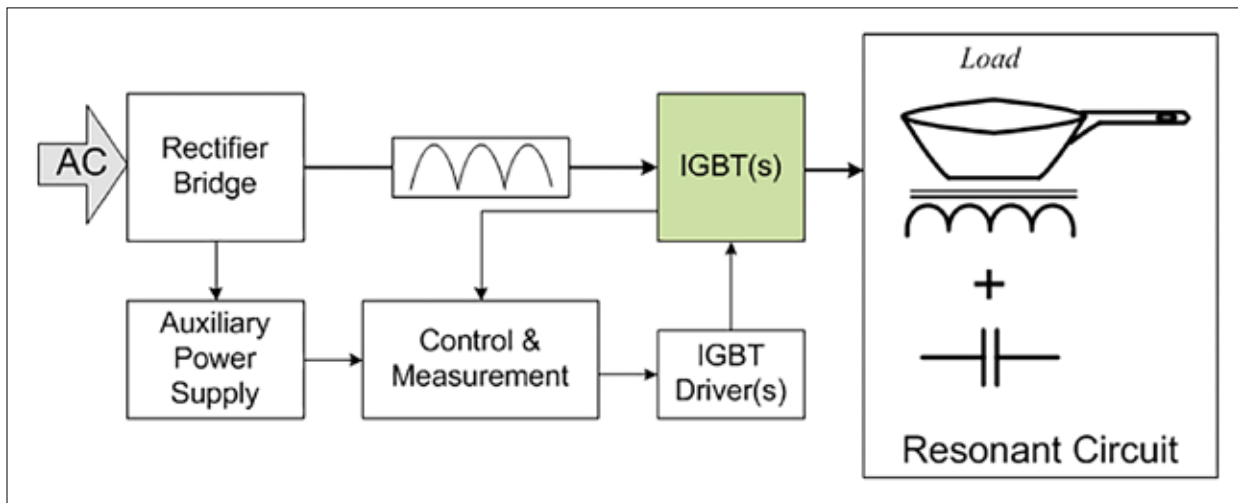 Load
AC
Rectifier
Bridge
IGBT(s)
Auxiliary
Power
Supply
Control &
Measurement
IGBT
Driver(s)
Resonant Circuit